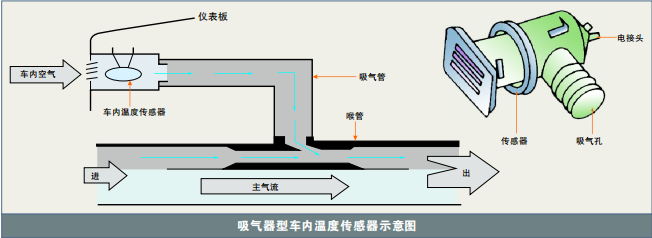 仪表板
电接头
车内空气
吸气管
车内温度传感器
喉管
传感器
吸气孔
进
出
主气流
吸气器型车内温度传感器示意图